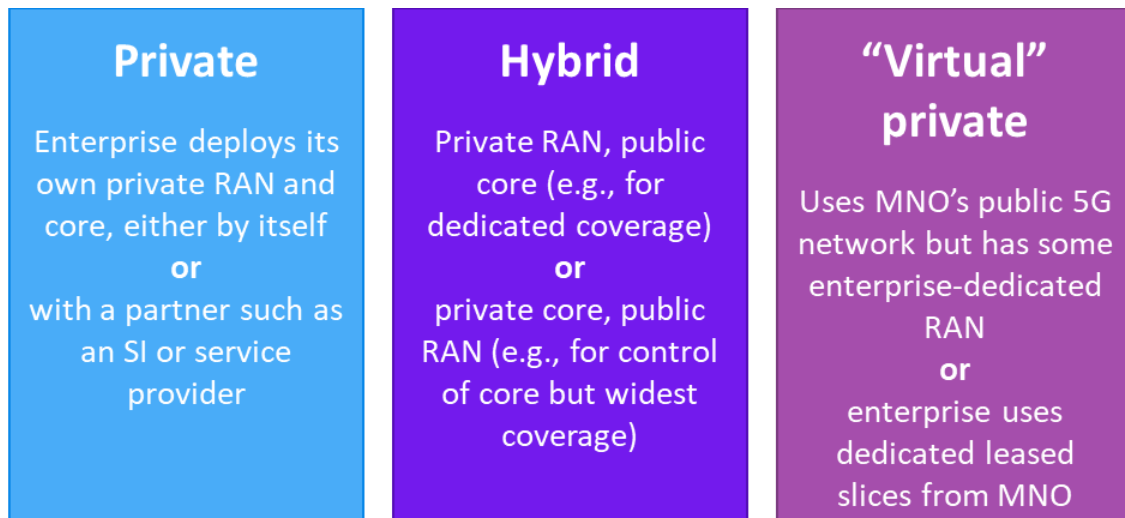 Private
Enterprise deploys its
own private RAN and
core, either by itself
or
with a partner such as
an SI or service
provider
Hybrid
Private RAN, public
core (e.g., for
dedicated coverage)
or
private core, public
RAN (e.g., for control
of core but widest
coverage)
“Virtual”
private
Uses MNO’s public 5G
network but has some
enterprise-dedicated
RAN
or
enterprise uses
dedicated leased
slices from MNO